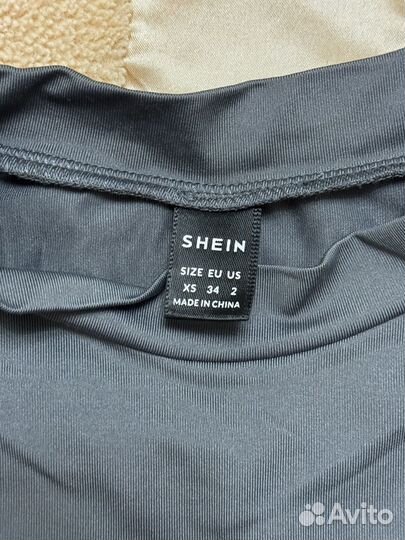 SHEIN
SIZE EU US
XS 34 2
MADE IN CHINA
Avito